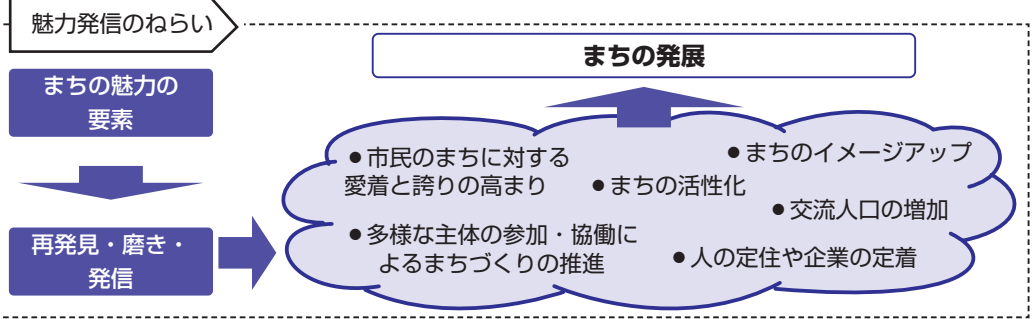 魅力発信のねらい
まちの発展
まちの魅力の
要素
再発見・磨き・
発信
●市民のまちに対する
愛着と誇りの高まり
●まちのイメージアップ
●まちの活性化
●交流人口の増加
●多様な主体の参加・協働に
よるまちづくりの推進
●人の定住や企業の定着